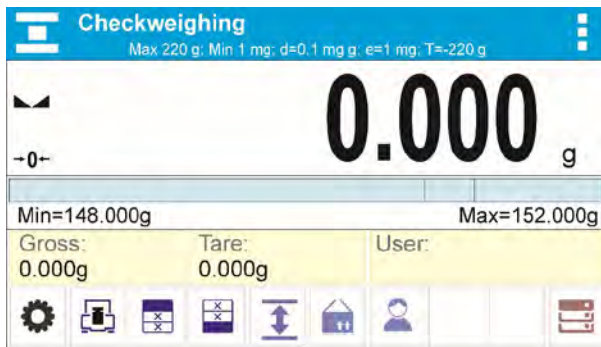 Checkweighing
Max 220 g: Min 1 mg: d=0.1 mg g: e=1 mg: T=-220 g
0.000 g
→0←
Min=148.000g Max=152.000g
Gross: Tare: User:
0.000g 0.000g